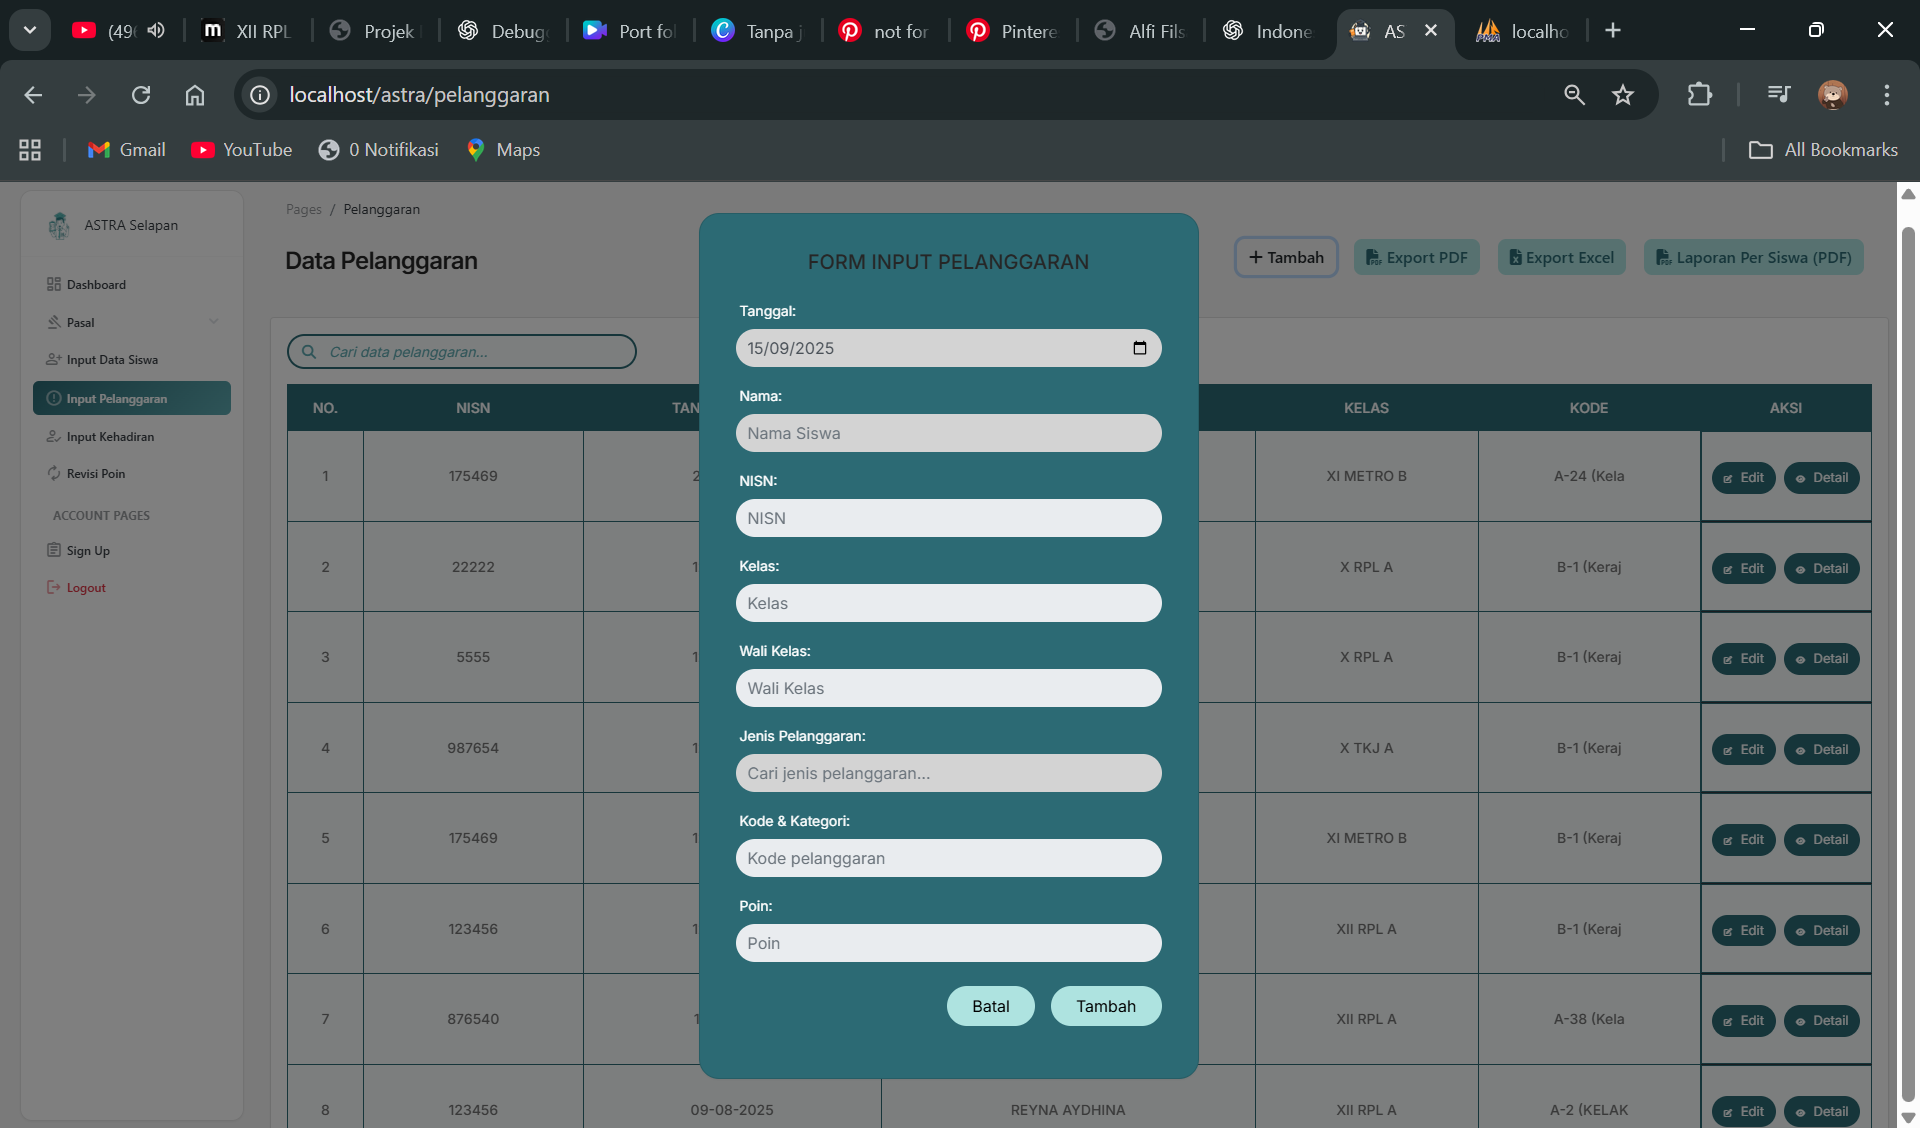 (49
XII RPL
Projek
Debug
Port fo
Tanpa j
not for
Pintere
Alfi Fils
Indone
AS
localho
localhost/astra/pelanggaran
Gmail
YouTube
0 Notifikasi
Maps
All Bookmarks
ASTRA Selapan
Dashboard
Pasal
Input Data Siswa
Input Pelanggaran
Input Kehadiran
Revisi Poin
ACCOUNT PAGES
Sign Up
Logout
Pages / Pelanggaran
Data Pelanggaran
+ Tambah
Export PDF
Export Excel
Laporan Per Siswa (PDF)
Cari data pelanggaran...
NO. NISN TAN KELAS KODE AKSI
1 175469 2 XI METRO B A-24 (Kela Edit Detail
2 22222 1 X RPL A B-1 (Keraj Edit Detail
3 5555 1 X RPL A B-1 (Keraj Edit Detail
4 987654 1 X TKJ A B-1 (Keraj Edit Detail
5 175469 1 XI METRO B B-1 (Keraj Edit Detail
6 123456 1 XII RPL A B-1 (Keraj Edit Detail
7 876540 1 XII RPL A A-38 (Kela Edit Detail
8 123456 09-08-2025 REYNA AYDHINA XII RPL A A-2 (KELAK Edit Detail
FORM INPUT PELANGGARAN
Tanggal:
15/09/2025
Nama:
Nama Siswa
NISN:
NISN
Kelas:
Kelas
Wali Kelas:
Wali Kelas
Jenis Pelanggaran:
Cari jenis pelanggaran...
Kode & Kategori:
Kode pelanggaran
Poin:
Poin
Batal
Tambah